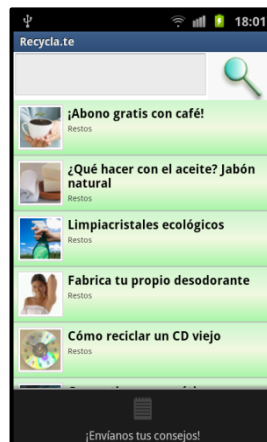 18:01
Recycla.te
¡Abono gratis con café!
Restos
¿Qué hacer con el aceite? Jabón
natural
Restos
Limpiacristales ecológicos
Restos
Fabrica tu propio desodorante
Restos
Cómo reciclar un CD viejo
Restos
¡Envíanos tus consejos!